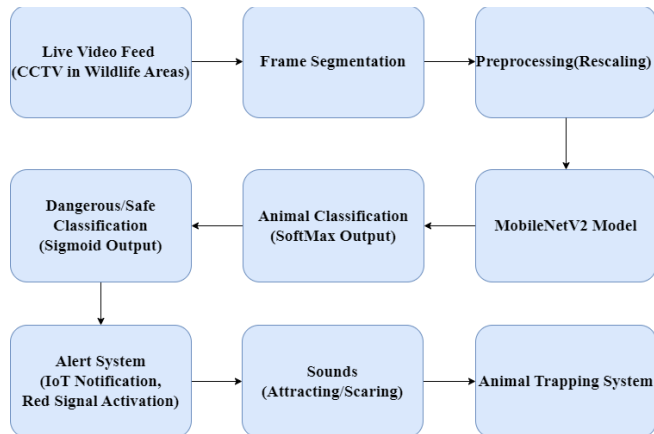 Live Video Feed
(CCTV in Wildlife Areas)
Frame Segmentation
Preprocessing(Rescaling)
Dangerous/Safe
Classification
(Sigmoid Output)
Animal Classification
(SoftMax Output)
MobileNetV2 Model
Alert System
(IoT Notification,
Red Signal Activation)
Sounds
(Attracting/Scaring)
Animal Trapping System